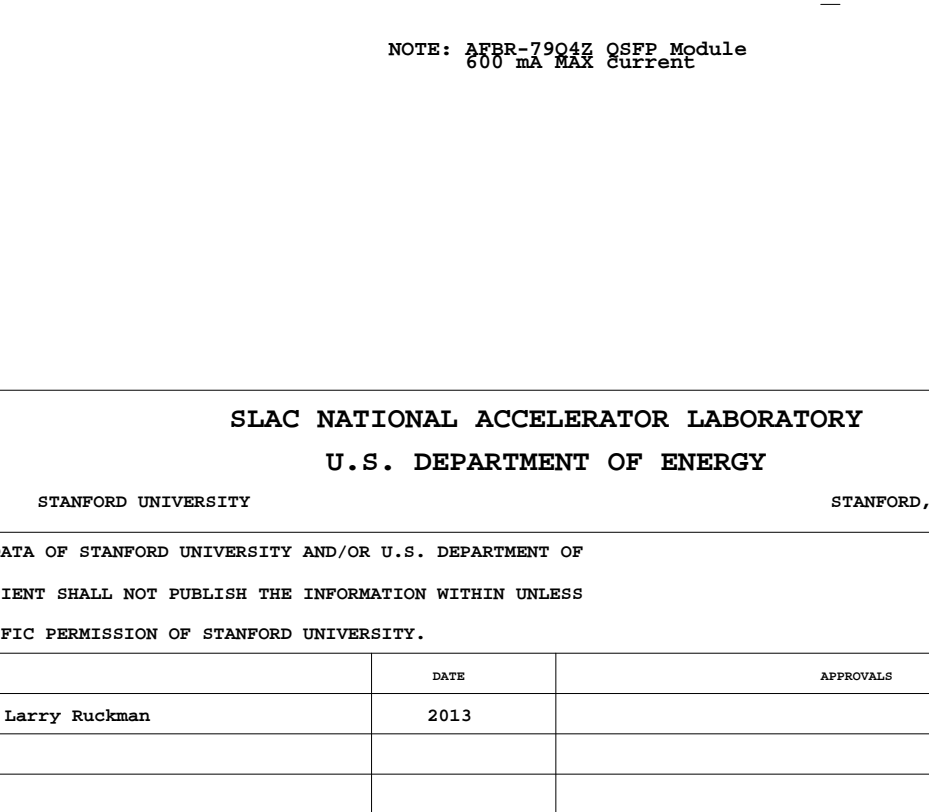 NOTE: AFBR-79Q4Z QSFP Module
600 mA MAX current
SLAC NATIONAL ACCELERATOR LABORATORY
U.S. DEPARTMENT OF ENERGY
STANFORD UNIVERSITY STANFORD,
ATA OF STANFORD UNIVERSITY AND/OR U.S. DEPARTMENT OF
IENT SHALL NOT PUBLISH THE INFORMATION WITHIN UNLESS
FIC PERMISSION OF STANFORD UNIVERSITY.
DATE APPROVALS
Larry Ruckman 2013